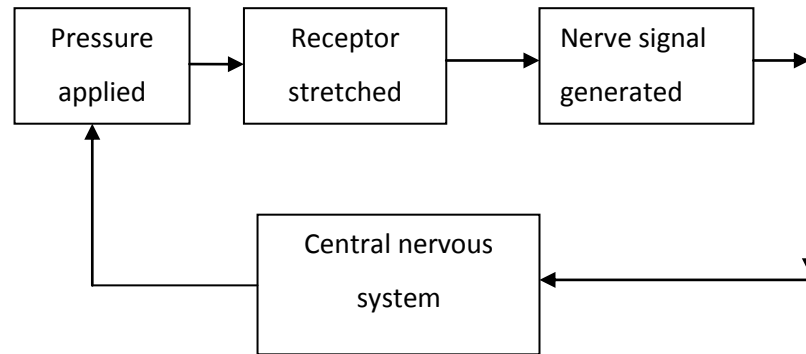 Pressure
applied
Receptor
stretched
Nerve signal
generated
Central nervous
system